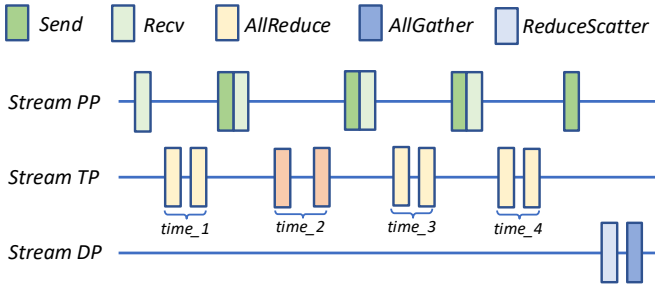 Send Recv AllReduce AllGather ReduceScatter
Stream PP
Stream TP
time_1 time_2 time_3 time_4
Stream DP